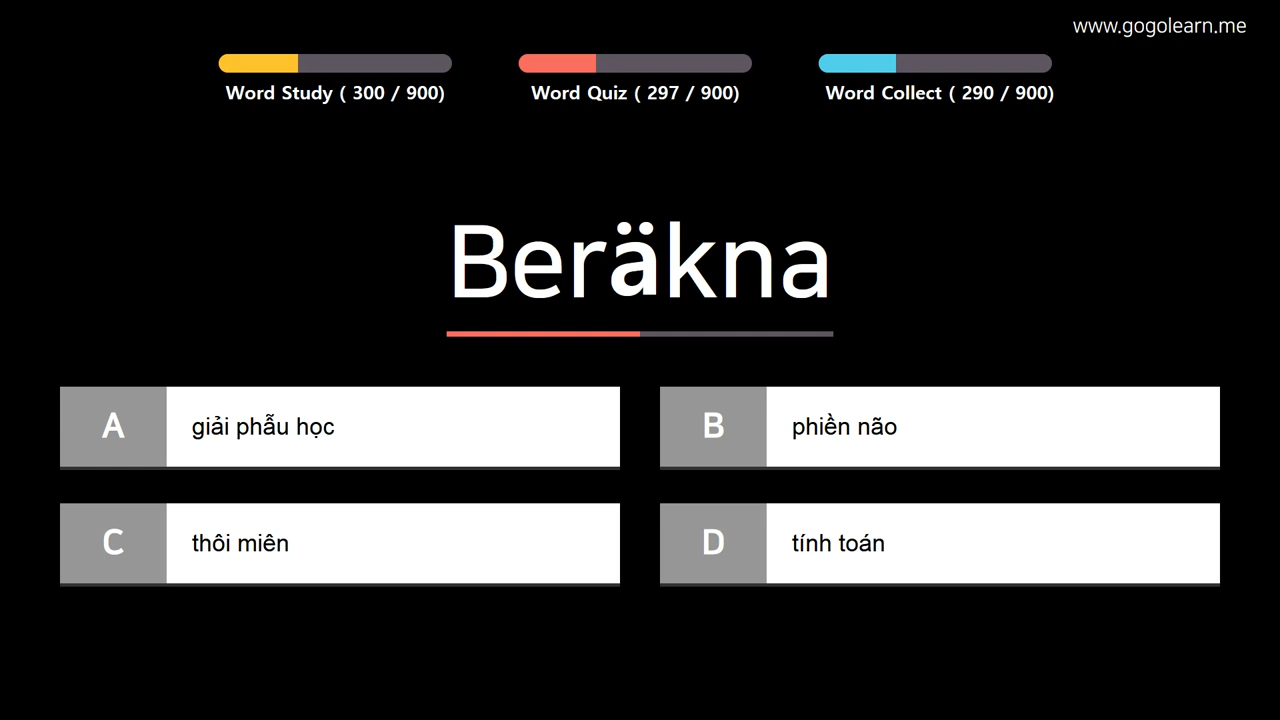 www.gogolearn.me
Word Study ( 300 / 900)
Word Quiz ( 297 / 900)
Word Collect ( 290 / 900)
Beräkna
A giải phẫu học
B phiền não
C thôi miên
D tính toán